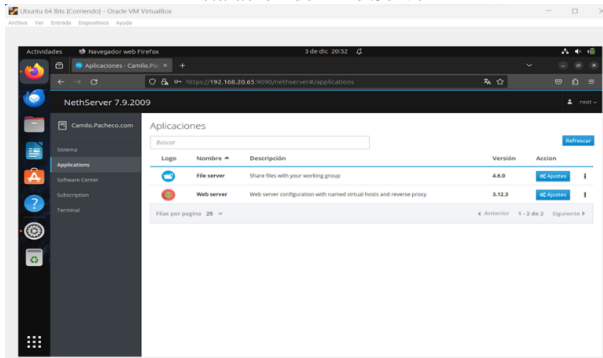 Ubuntu 64 Bits [Corriendo] - Oracle VM VirtualBox
Archivo Ver Entrada Dispositivos Ayuda
Actividades Navegador web Firefox 3 de dic 20:52
Aplicaciones - Camilo.Pac
https://192.168.20.65:9090/nethserver#/applications
NethServer 7.9.2009 root
Camilo.Pacheco.com
Sistema
Applications
Software Center
Subscription
Terminal
Aplicaciones
Buscar
Refrescar
Logo Nombre Descripción Versión Accion
File server Share files with your working group 4.6.0 Ajustes
Web server Web server configuration with named virtual hosts and reverse proxy 3.12.3 Ajustes
Filas por pagina 25 Anterior 1 - 2 de 2 Siguiente